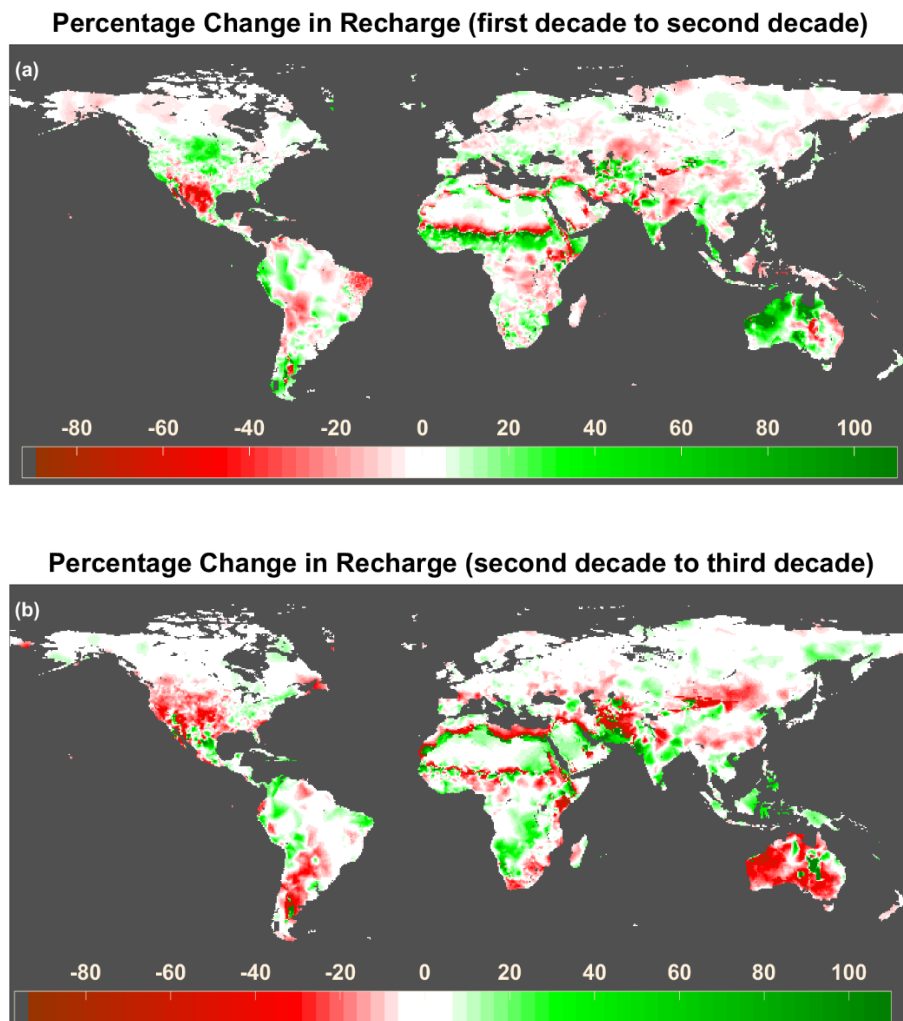 Percentage Change in Recharge (first decade to second decade)
(a)
-80 -60 -40 -20 0 20 40 60 80 100
Percentage Change in Recharge (second decade to third decade)
(b)
-80 -60 -40 -20 0 20 40 60 80 100